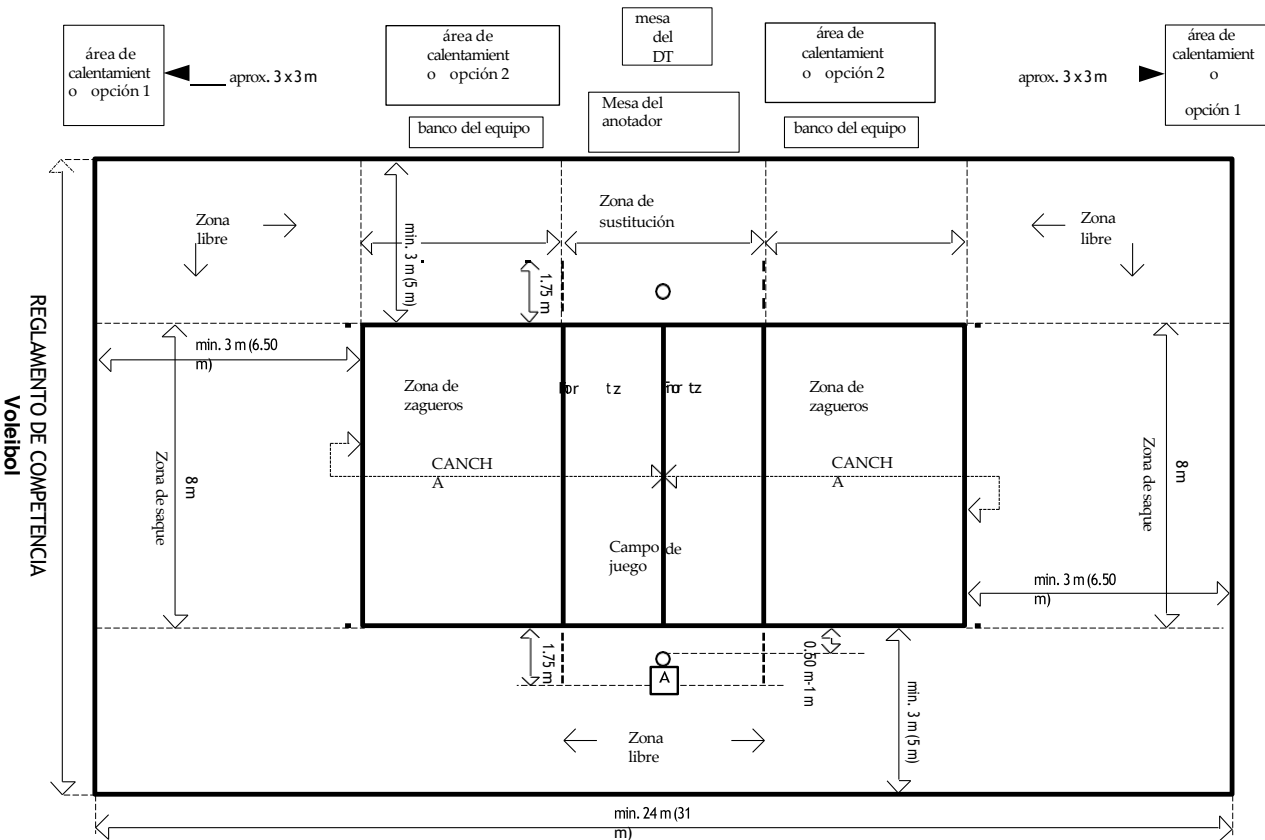 mesa
del
DT
área de
calentamient
o opción 1
aprox. 3 x 3 m
área de
calentamient
o opción 2
área de
calentamient
o opción 2
aprox. 3 x 3 m
área de
calentamient
o
opción 1
banco del equipo
Mesa del
anotador
banco del equipo
Zona
libre
min. 3 m (5 m)
Zona de
sustitución
1.75 m
Zona
libre
min. 3 m (6.50
m)
Zona de
zagueros
Zona de
zagueros
Zona de saque
8 m
CANCH
A
CANCH
A
8 m
Zona de saque
Campo de
juego
min. 3 m (6.50
m)
1.75 m
A
0.50 m-1 m
min. 3 m (5 m)
Zona
libre
min. 24 m (31
m)
REGLAMENTO DE COMPETENCIA
Voleibol